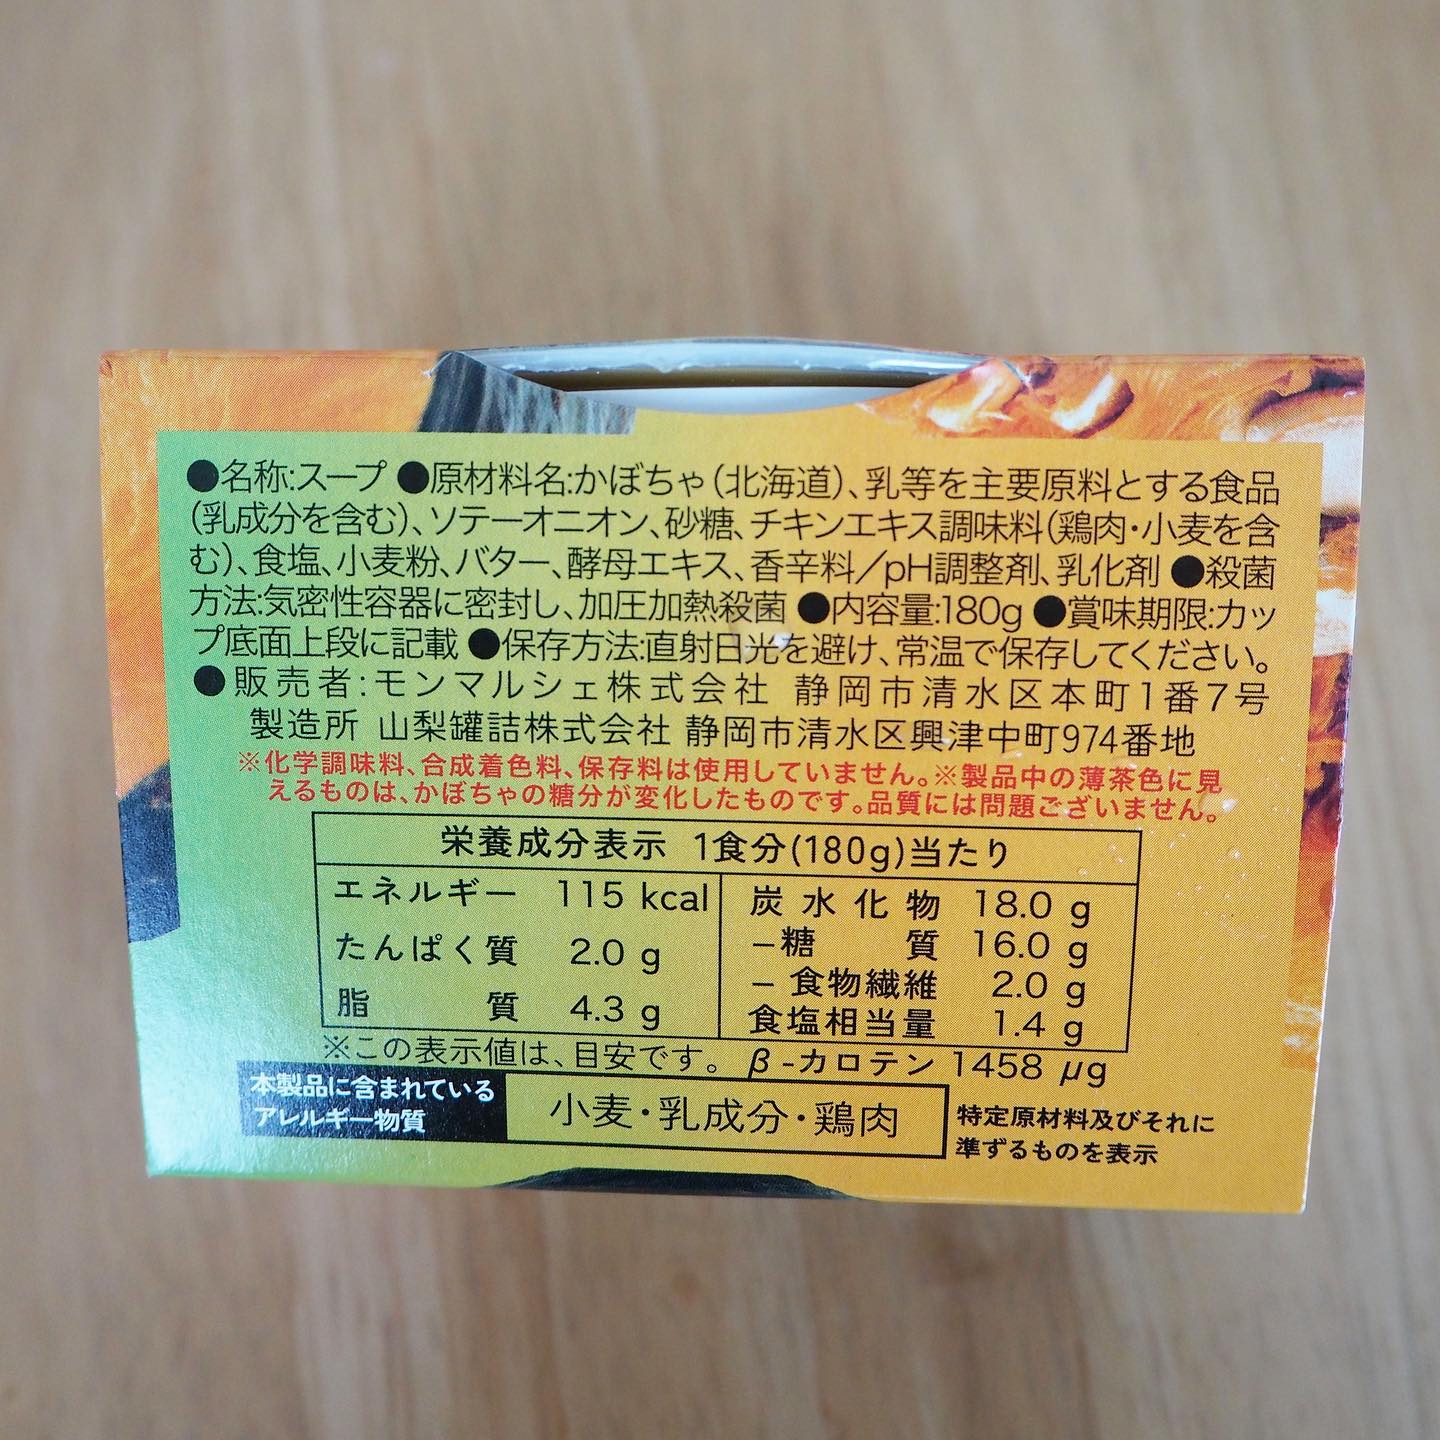 ●名称:スープ ●原材料名:かぼちゃ(北海道)、乳等を主要原料とする食品
(乳成分を含む)、ソテーオニオン、砂糖、チキンエキス調味料(鶏肉・小麦を含
む)、食塩、小麦粉、バター、酵母エキス、香辛料/pH調整剤、乳化剤 ●殺菌
方法:気密性容器に密封し、加圧加熱殺菌 ●内容量:180g ●賞味期限:カッ
プ底面上段に記載 ●保存方法:直射日光を避け、常温で保存してください。
●販売者:モンマルシェ株式会社 静岡市清水区本町1番7号
製造所 山梨罐詰株式会社 静岡市清水区興津中町974番地
※化学調味料、合成着色料、保存料は使用していません。※製品中の薄茶色に見
えるものは、かぼちゃの糖分が変化したものです。品質には問題ございません。
栄養成分表示 1食分(180g)当たり
エネルギー 115 kcal
たんぱく質 2.0 g
脂質 4.3 g
炭水化物 18.0 g
-糖質 16.0 g
-食物繊維 2.0 g
食塩相当量 1.4 g
※この表示値は、目安です。 β-カロテン 1458 μg
本製品に含まれている
アレルギー物質
小麦・乳成分・鶏肉
特定原材料及びそれに
準ずるものを表示